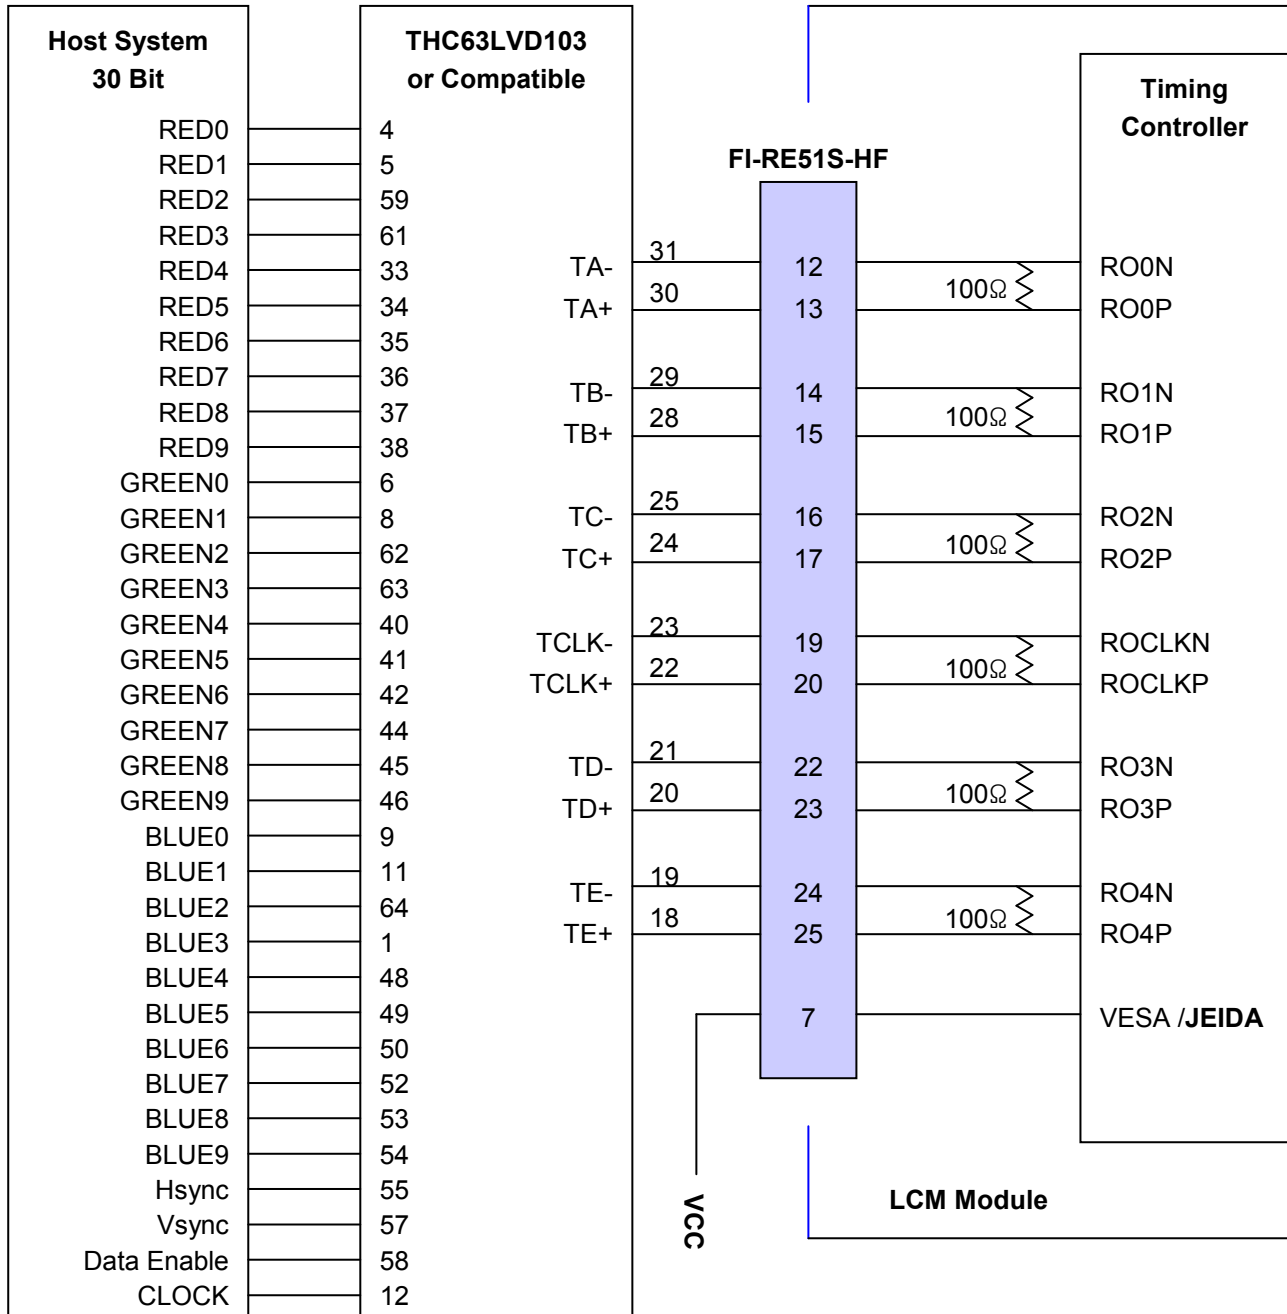 Host System
30 Bit
RED0
RED1
RED2
RED3
RED4
RED5
RED6
RED7
RED8
RED9
GREEN0
GREEN1
GREEN2
GREEN3
GREEN4
GREEN5
GREEN6
GREEN7
GREEN8
GREEN9
BLUE0
BLUE1
BLUE2
BLUE3
BLUE4
BLUE5
BLUE6
BLUE7
BLUE8
BLUE9
Hsync
Vsync
Data Enable
CLOCK
THC63LVD103
or Compatible
4
5
59
61
33
34
35
36
37
38
6
8
62
63
40
41
42
44
45
46
9
11
64
1
48
49
50
52
53
54
55
57
58
12
TA-
TA+
TB-
TB+
TC-
TC+
TCLK-
TCLK+
TD-
TD+
TE-
TE+
31
30
29
28
25
24
23
22
21
20
19
18
VCC
FI-RE51S-HF
12
13
14
15
16
17
19
20
22
23
24
25
7
100Ω
100Ω
100Ω
100Ω
100Ω
100Ω
Timing
Controller
RO0N
RO0P
RO1N
RO1P
RO2N
RO2P
ROCLKN
ROCLKP
RO3N
RO3P
RO4N
RO4P
VESA /JEIDA
LCM Module